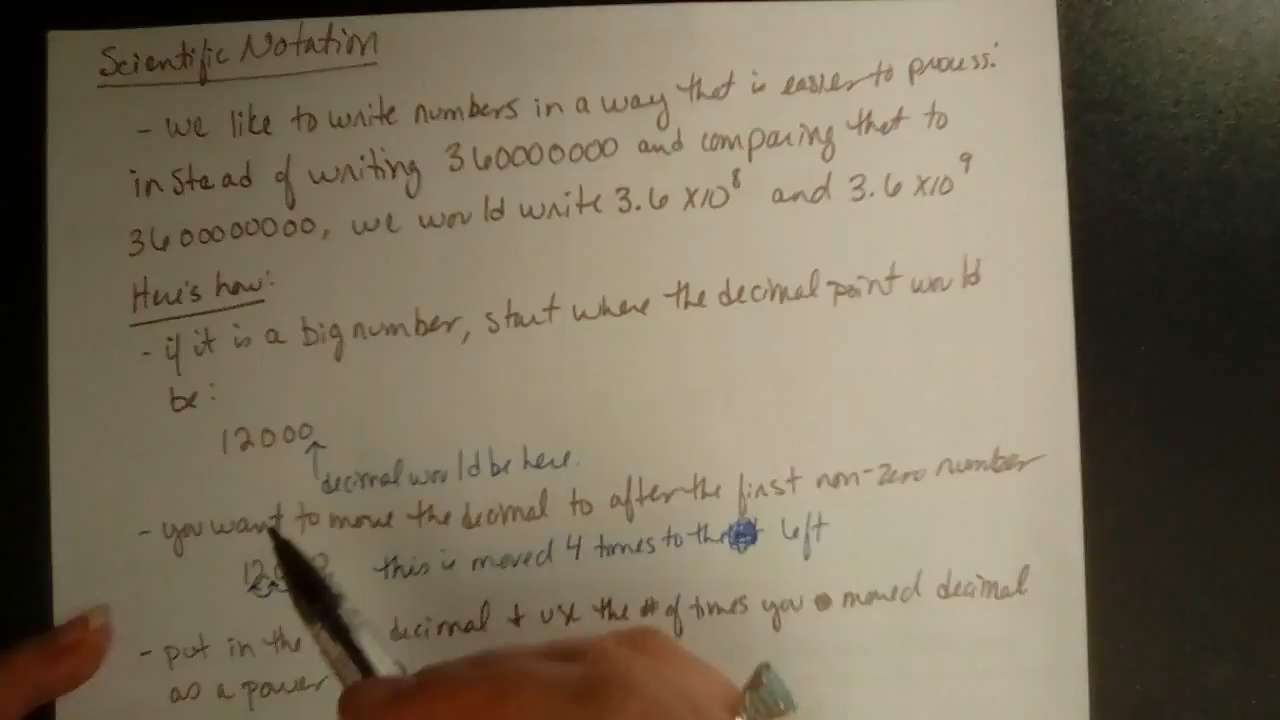 Scientific Notation
- we like to write numbers in a way that is easier to process:
instead of writing 360000000 and comparing that to
3600000000, we would write 3.6 x10⁸ and 3.6 x10⁹
Here's how:
- if it is a big number, start where the decimal point would
be:
12000
decimal would be here.
- you want to move the decimal to after the first non-zero number
this is moved 4 times to the left
- put in the decimal + use the # of times you moved decimal
as a power